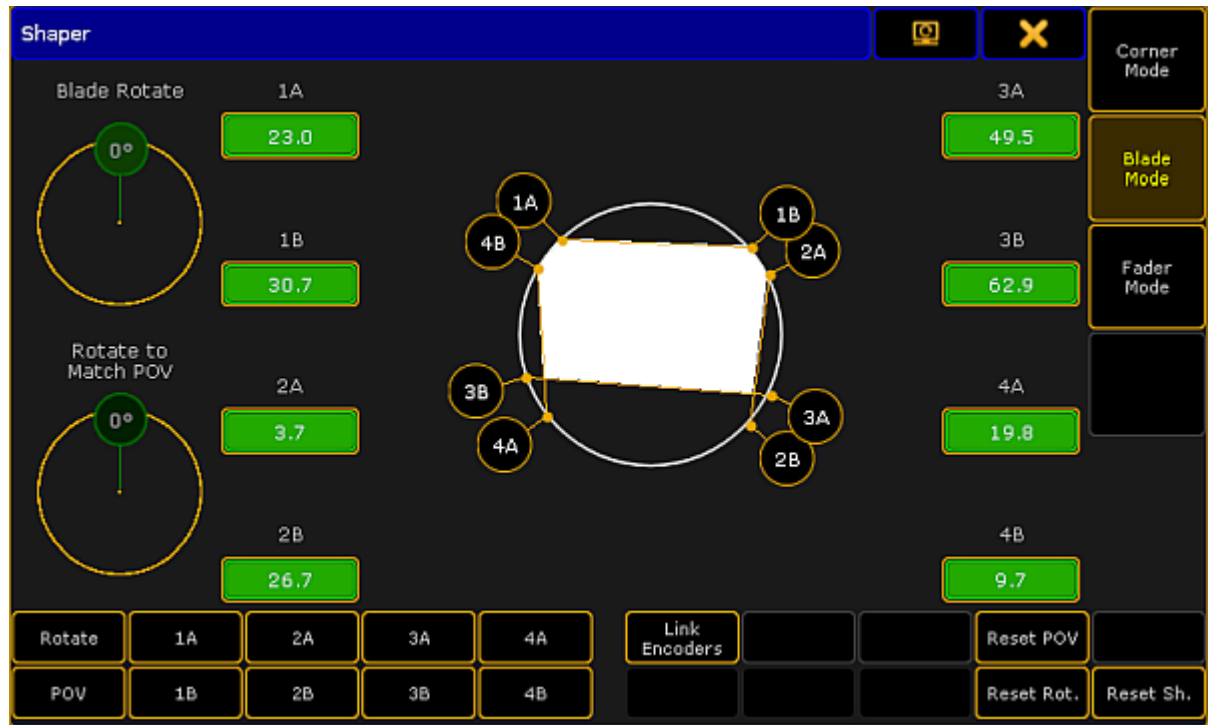 Shaper
Corner
Mode
Blade
Mode
Fader
Mode
Blade Rotate
0°
Rotate to
Match POV
0°
1A
23.0
1B
30.7
2A
3.7
2B
26.7
1A
4B
1B
2A
3B
4A
3A
2B
3A
49.5
3B
62.9
4A
19.8
4B
9.7
Rotate
1A
2A
3A
4A
Link
Encoders
Reset POV
POV
1B
2B
3B
4B
Reset Rot.
Reset Sh.